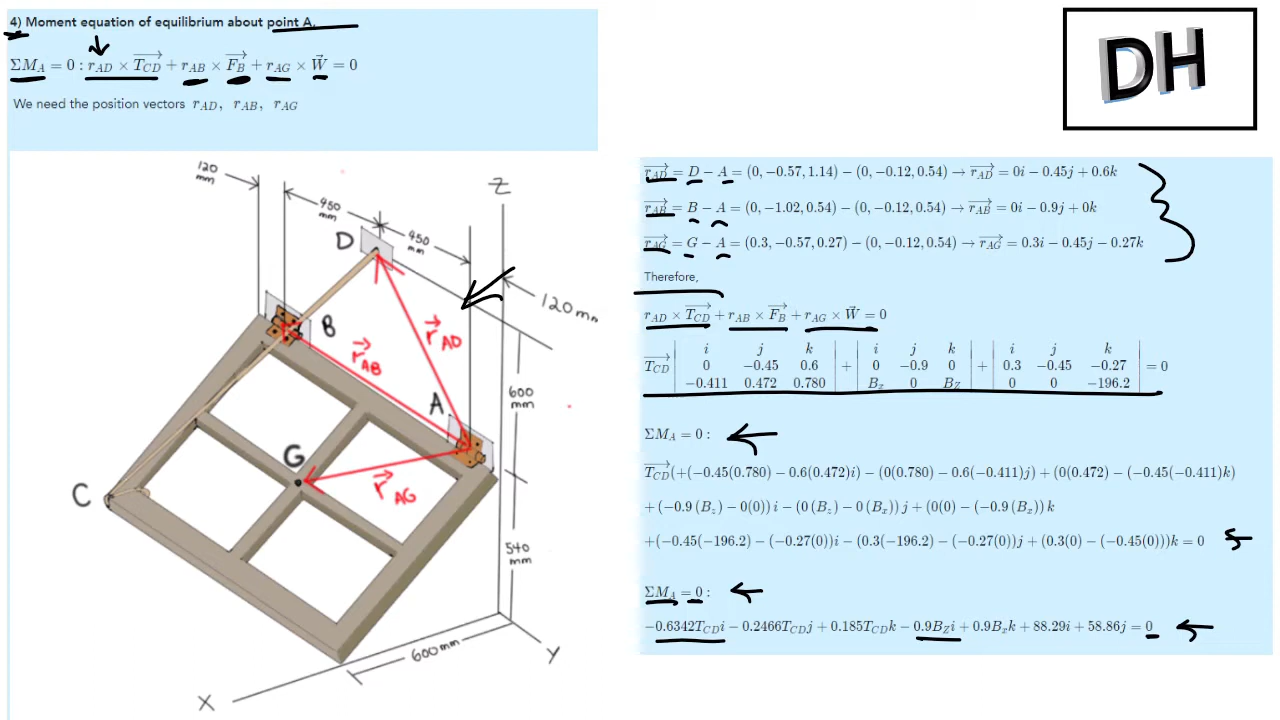 4) Moment equation of equilibrium about point A.
ΣM_A = 0 : r_AD × T_CD + r_AB × F_B + r_AG × W = 0
We need the position vectors r_AD, r_AB, r_AG
DH
120 mm
450 mm
450 mm
120 mm
Z
D
B
r_AD
r_AB
A
G
r_AG
C
600 mm
540 mm
600 mm
X
Y
r_AD = D − A = (0, −0.57, 1.14) − (0, −0.12, 0.54) → r_AD = 0i − 0.45j + 0.6k
r_AB = B − A = (0, −1.02, 0.54) − (0, −0.12, 0.54) → r_AB = 0i − 0.9j + 0k
r_AG = G − A = (0.3, −0.57, 0.27) − (0, −0.12, 0.54) → r_AG = 0.3i − 0.45j − 0.27k
Therefore,
r_AD × T_CD + r_AB × F_B + r_AG × W = 0
i j k i j k i j k
T_CD | 0 −0.45 0.6 | + | 0 −0.9 0 | + | 0.3 −0.45 −0.27 | = 0
−0.411 0.472 0.780 B_x 0 B_Z 0 0 −196.2
ΣM_A = 0 :
T_CD(+(−0.45(0.780) − 0.6(0.472)i) − (0(0.780) − 0.6(−0.411)j) + (0(0.472) − (−0.45(−0.411)k)
+ (−0.9 (B_z) − 0(0)) i − (0 (B_z) − 0 (B_x)) j + (0(0) − (−0.9 (B_x)) k
+(−0.45(−196.2) − (−0.27(0))i − (0.3(−196.2) − (−0.27(0))j + (0.3(0) − (−0.45(0)))k = 0
ΣM_A = 0 :
−0.6342T_CD i − 0.2466T_CD j + 0.185T_CD k − 0.9B_Z i + 0.9B_x k + 88.29i + 58.86j = 0